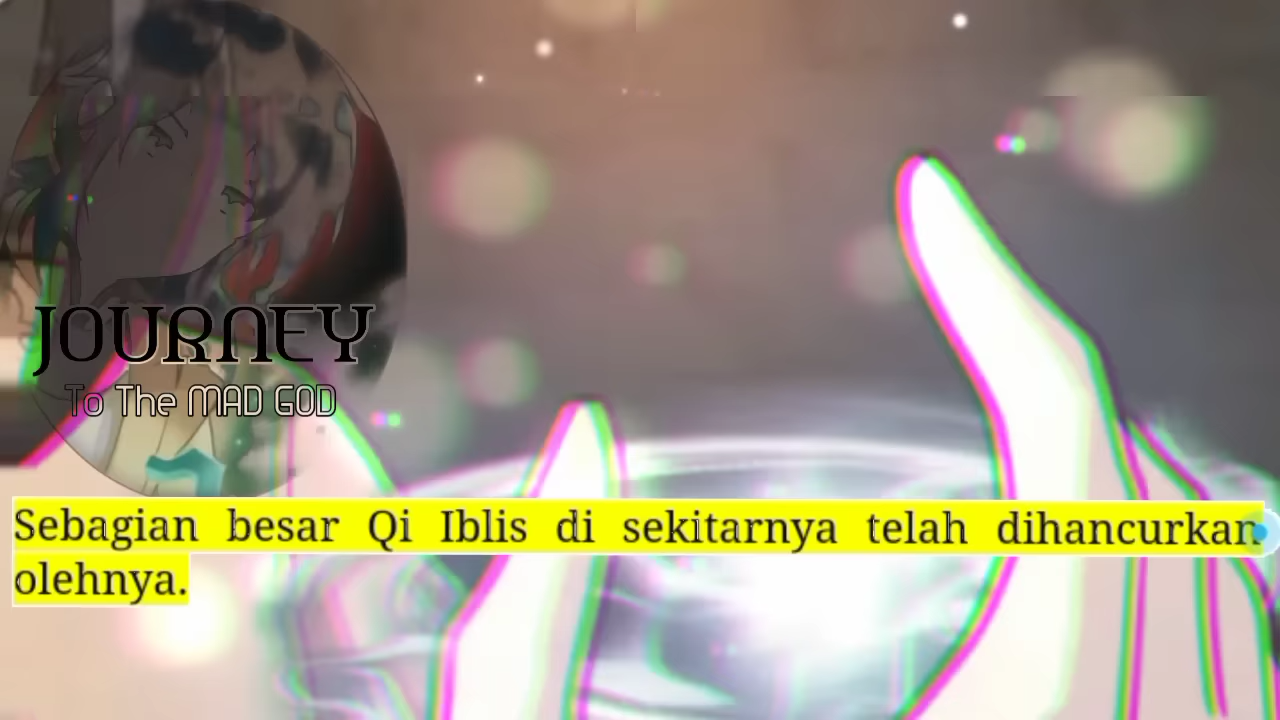 JOURNEY
To The MAD GOD
Sebagian besar Qi Iblis di sekitarnya telah dihancurkan
olehnya.